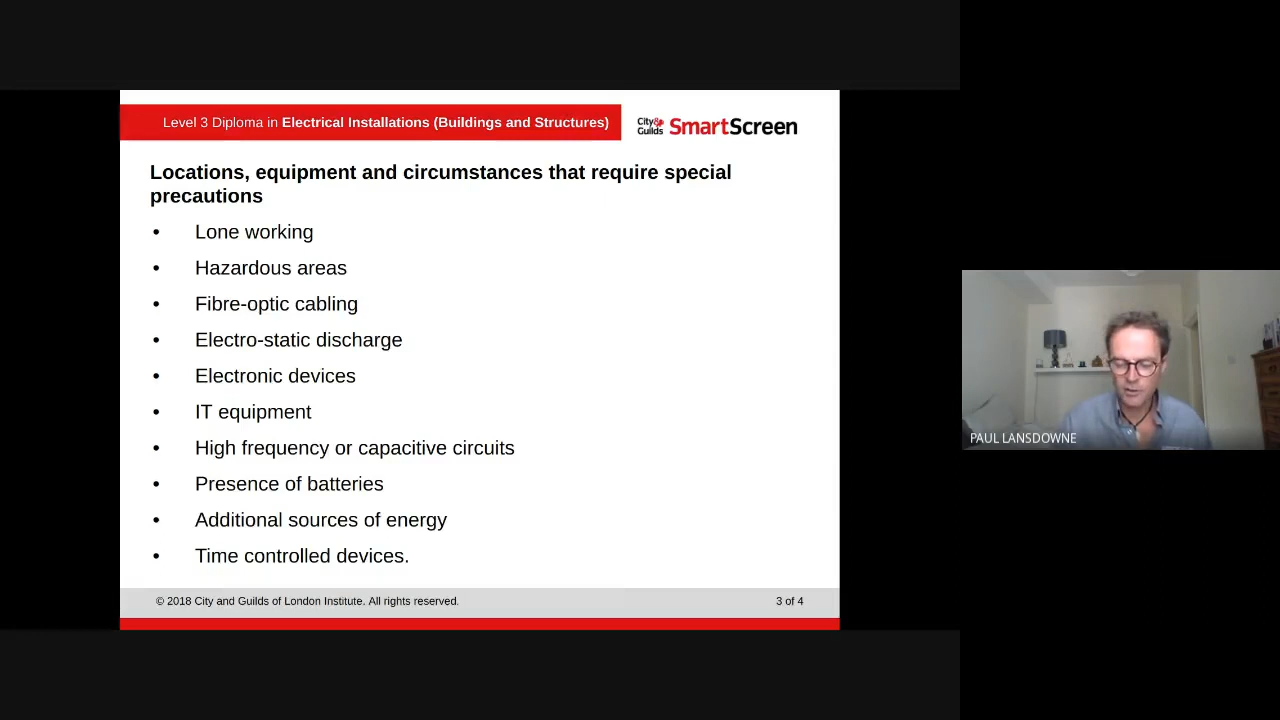 Level 3 Diploma in Electrical Installations (Buildings and Structures)
City& Guilds SmartScreen
Locations, equipment and circumstances that require special
precautions
• Lone working
• Hazardous areas
• Fibre-optic cabling
• Electro-static discharge
• Electronic devices
• IT equipment
• High frequency or capacitive circuits
• Presence of batteries
• Additional sources of energy
• Time controlled devices.
© 2018 City and Guilds of London Institute. All rights reserved.
3 of 4
PAUL LANSDOWNE